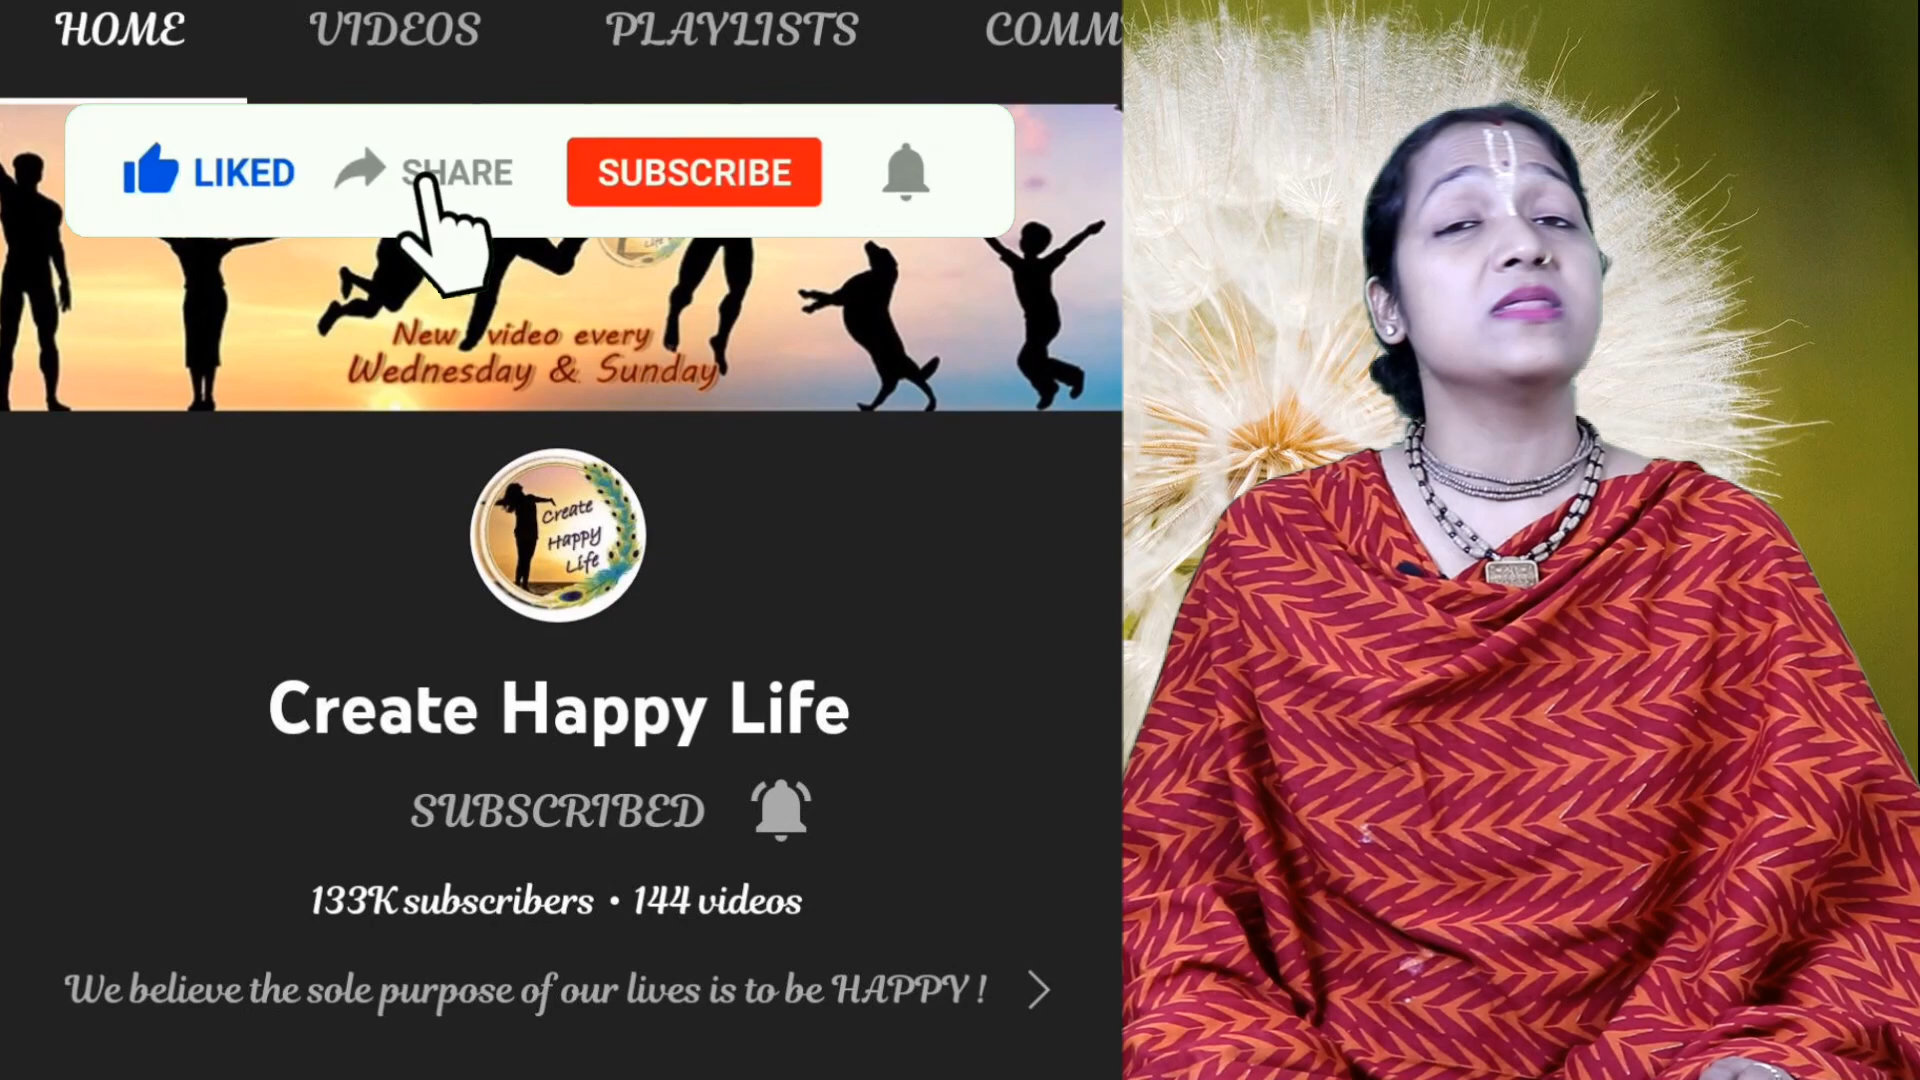 HOME VIDEOS PLAYLISTS COMM
LIKED SHARE SUBSCRIBE
Life
New video every
Wednesday & Sunday
Create
Happy
Life
Create Happy Life
SUBSCRIBED
133K subscribers • 144 videos
We believe the sole purpose of our lives is to be HAPPY !